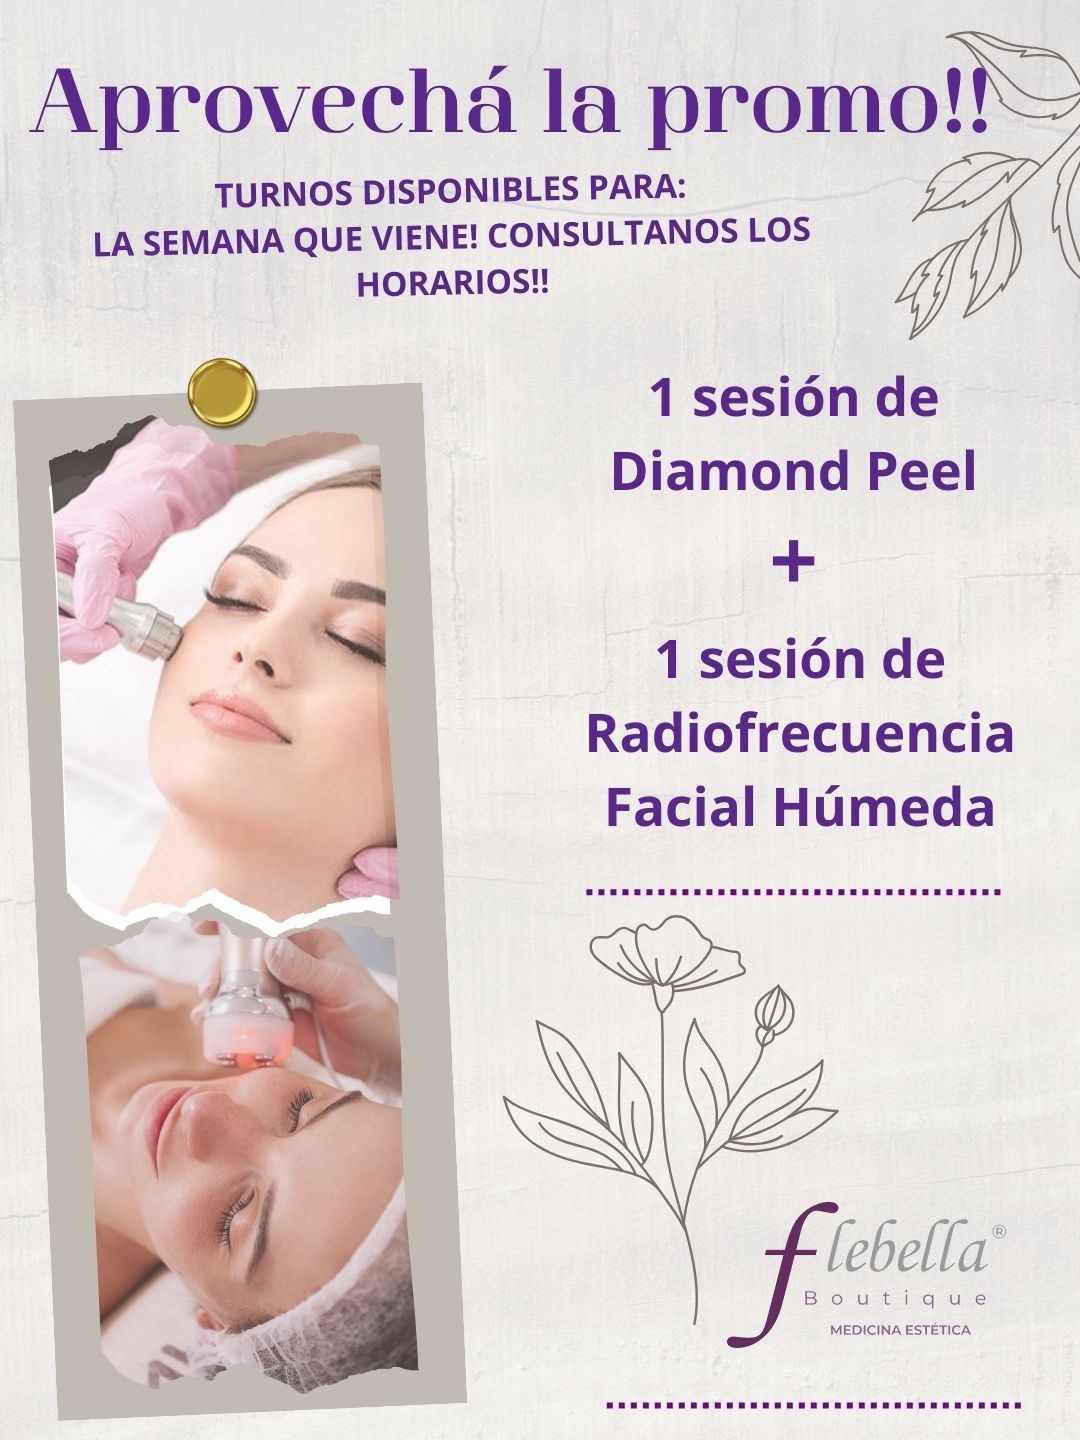 Aprovechá la promo!!
TURNOS DISPONIBLES PARA:
LA SEMANA QUE VIENE! CONSULTANOS LOS
HORARIOS!!
1 sesión de
Diamond Peel
+
1 sesión de
Radiofrecuencia
Facial Húmeda
flebella®
Boutique
MEDICINA ESTÉTICA